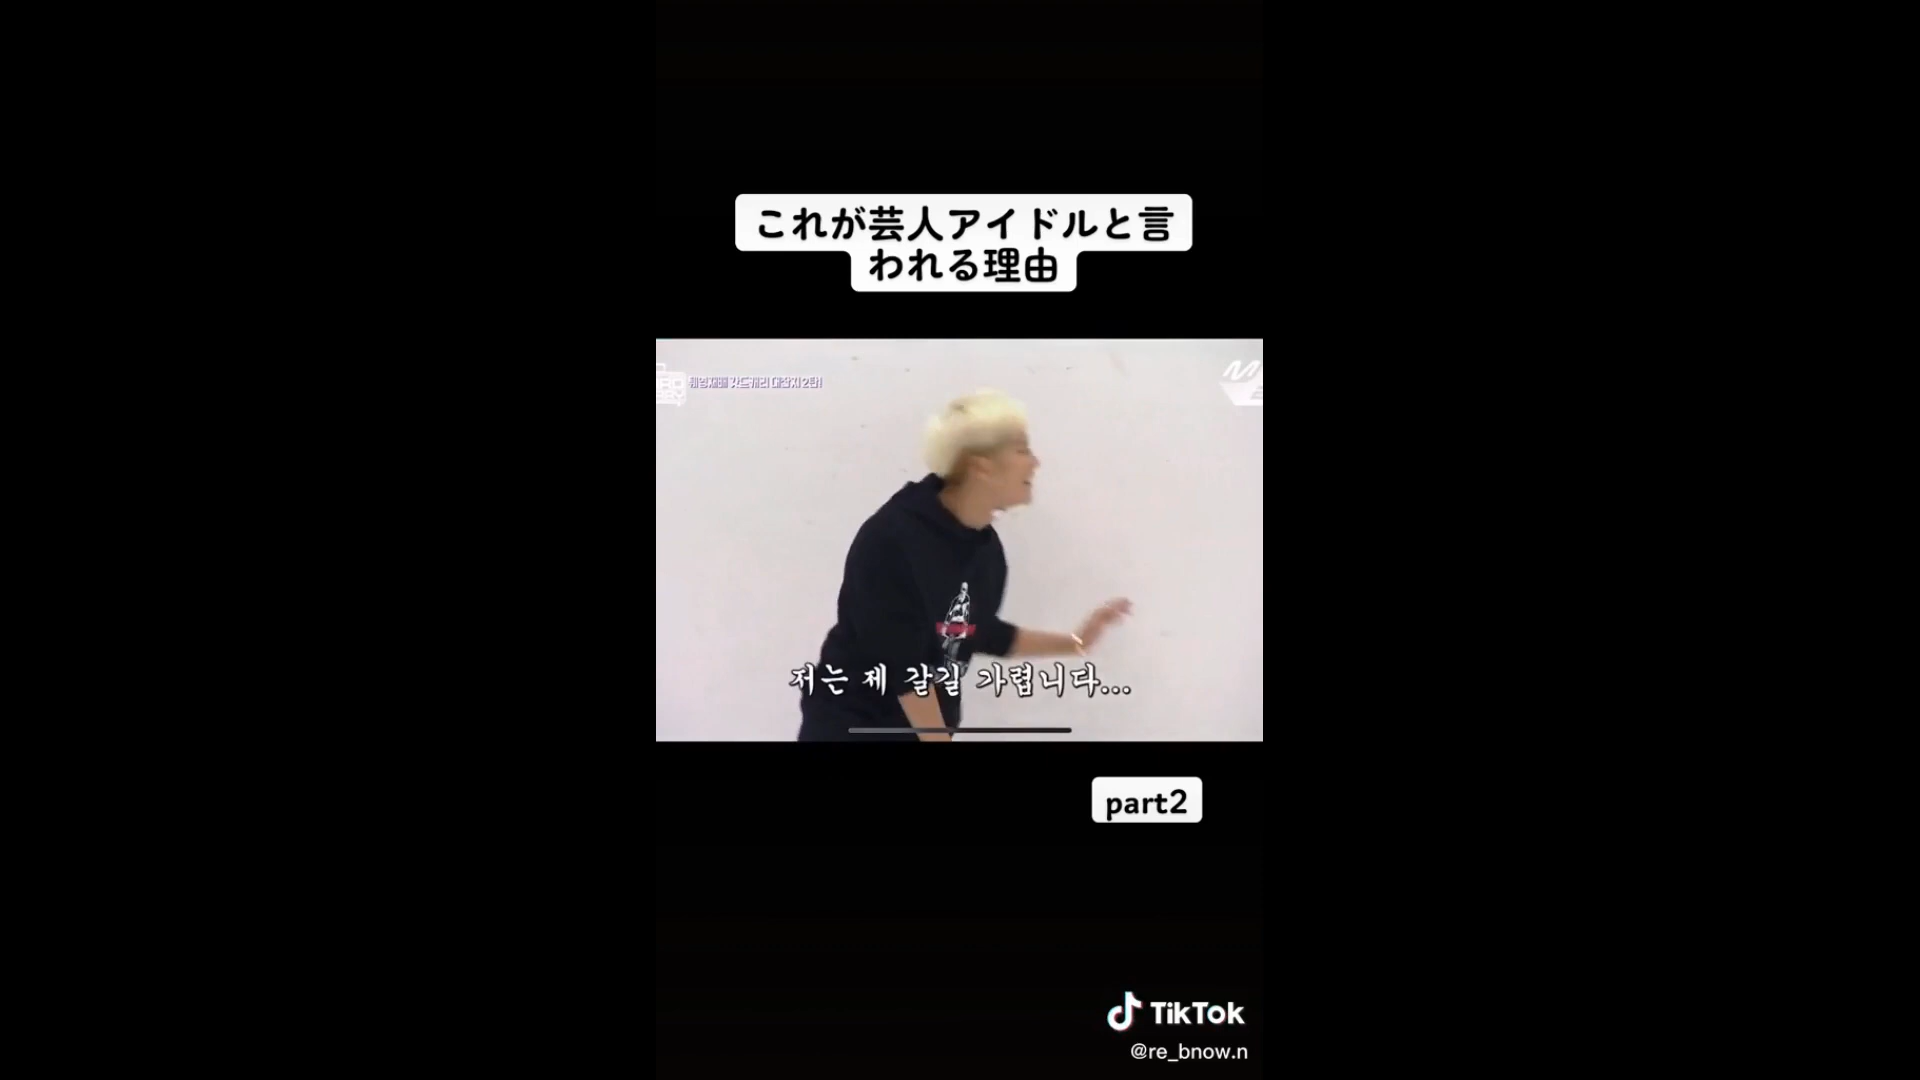 これが芸人アイドルと言
われる理由
저는 제 갈길 가렵니다...
part2
TikTok
@re_bnow.n